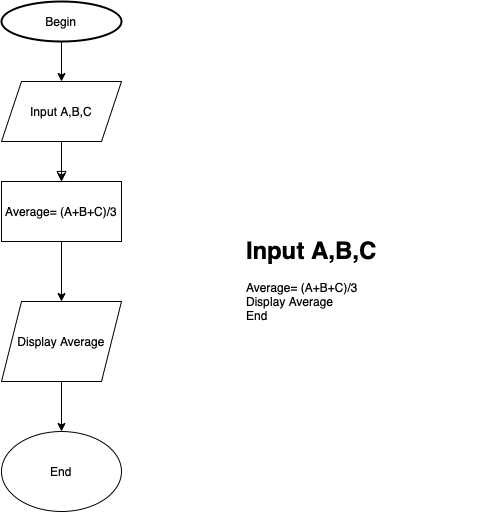 Begin
Input A,B,C
Average= (A+B+C)/3
Display Average
End
Input A,B,C
Average= (A+B+C)/3
Display Average
End